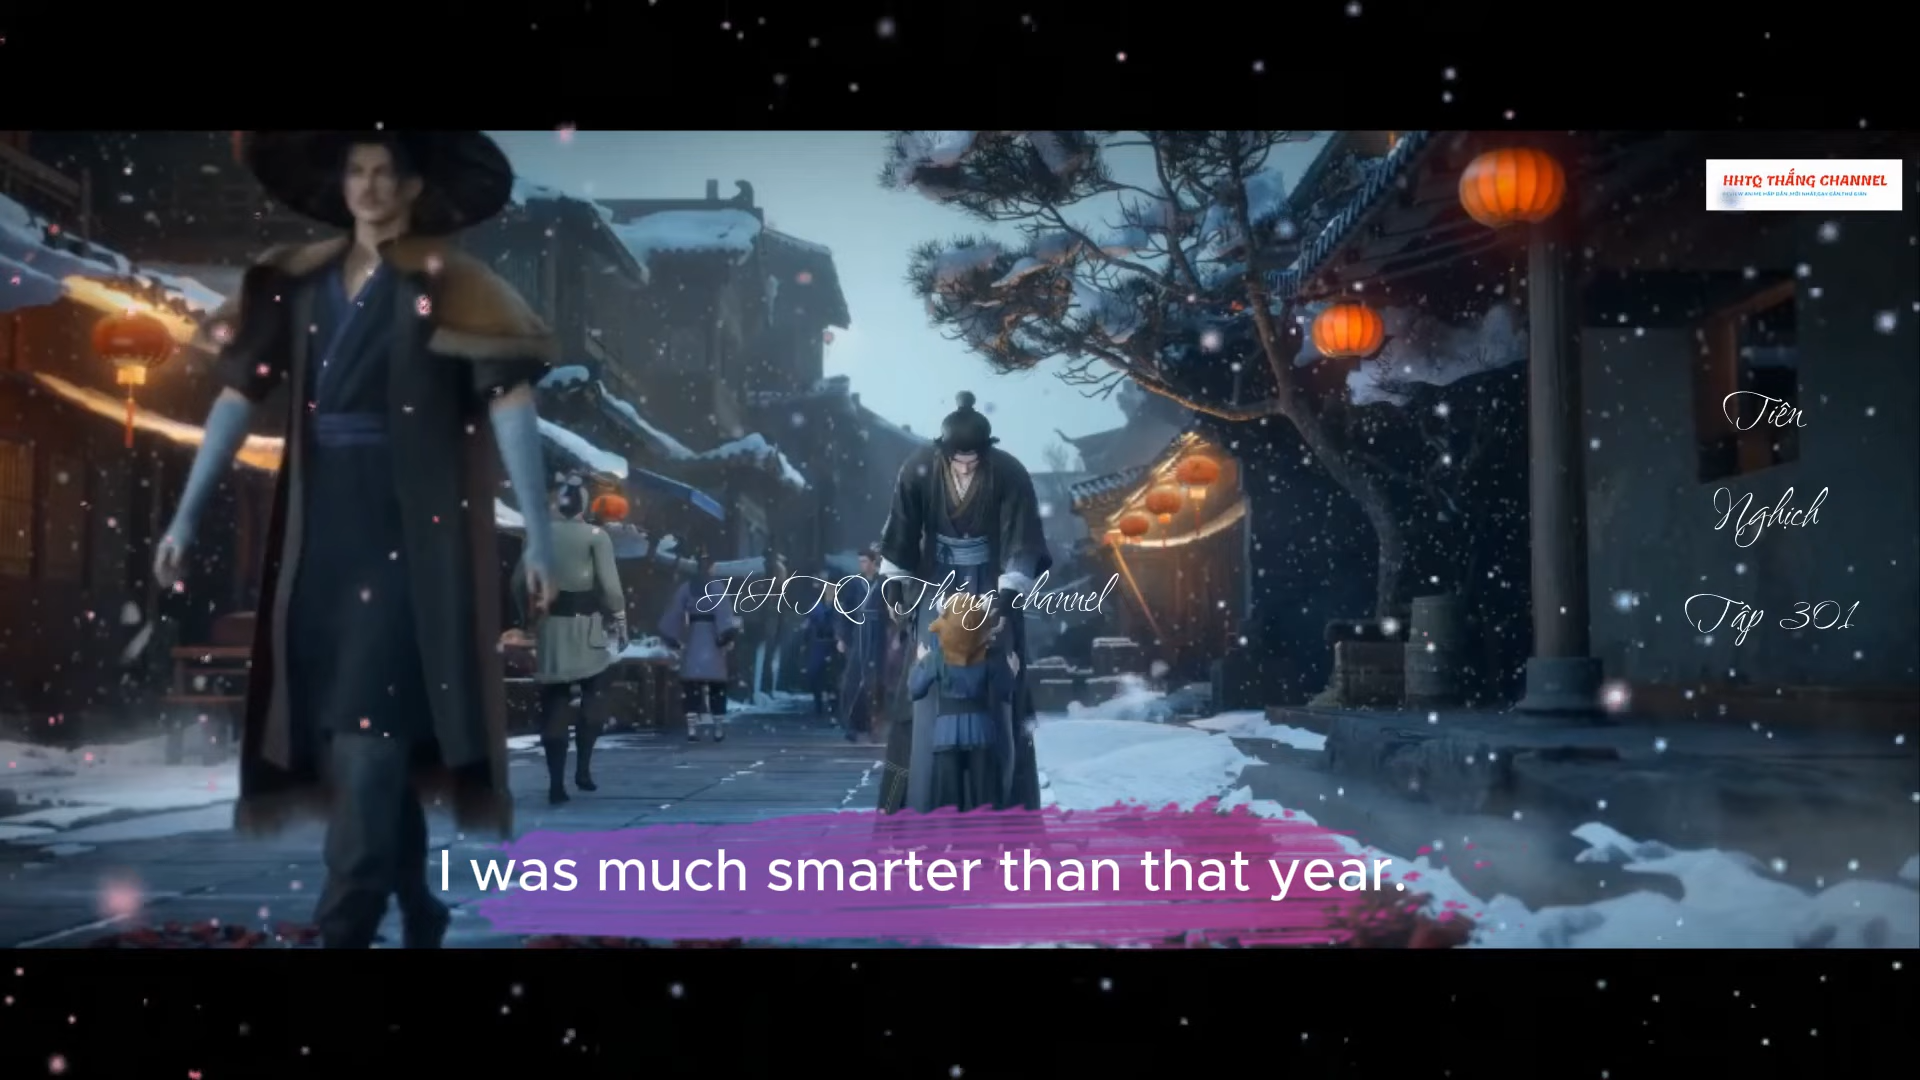 HHTQ THẮNG CHANNEL
Tiên
Nghịch
Tập 301
HHTQ Thắng channel
I was much smarter than that year.